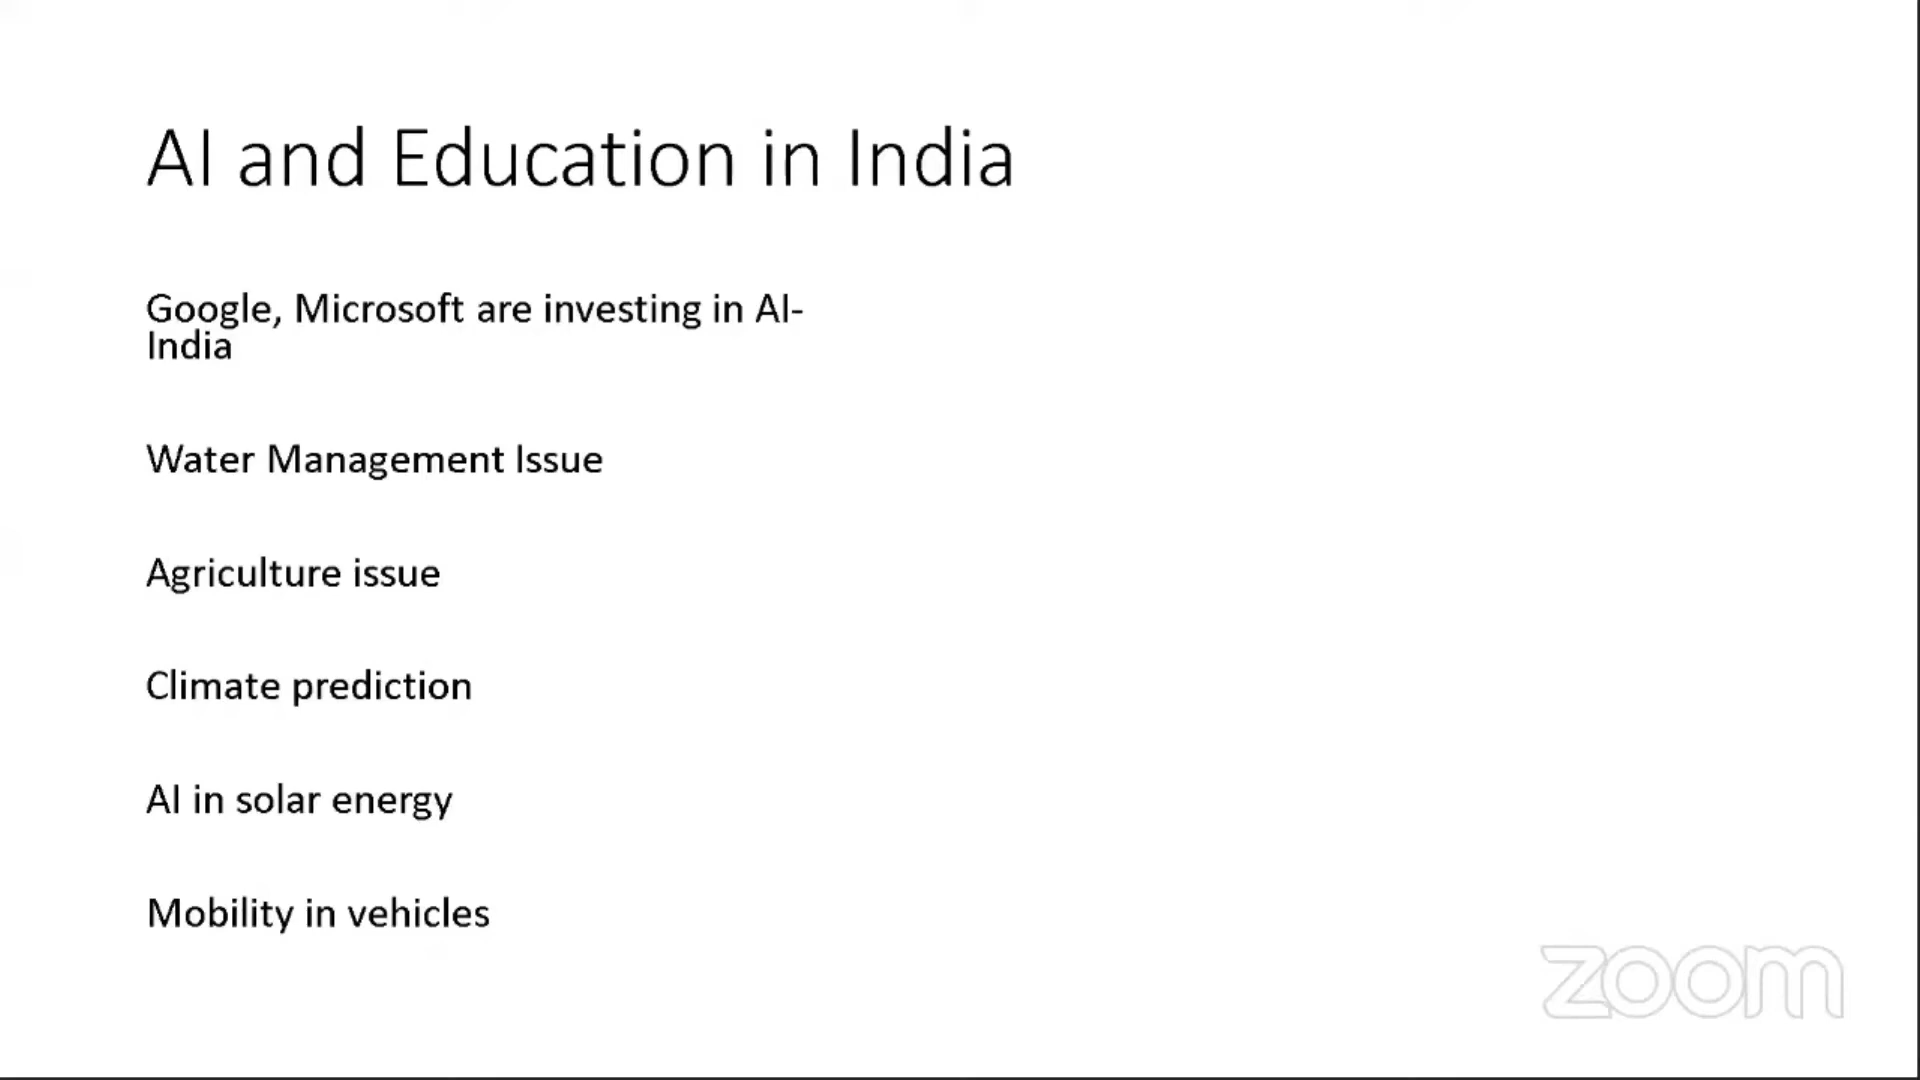 AI and Education in India
Google, Microsoft are investing in AI-
India
Water Management Issue
Agriculture issue
Climate prediction
AI in solar energy
Mobility in vehicles
zoom